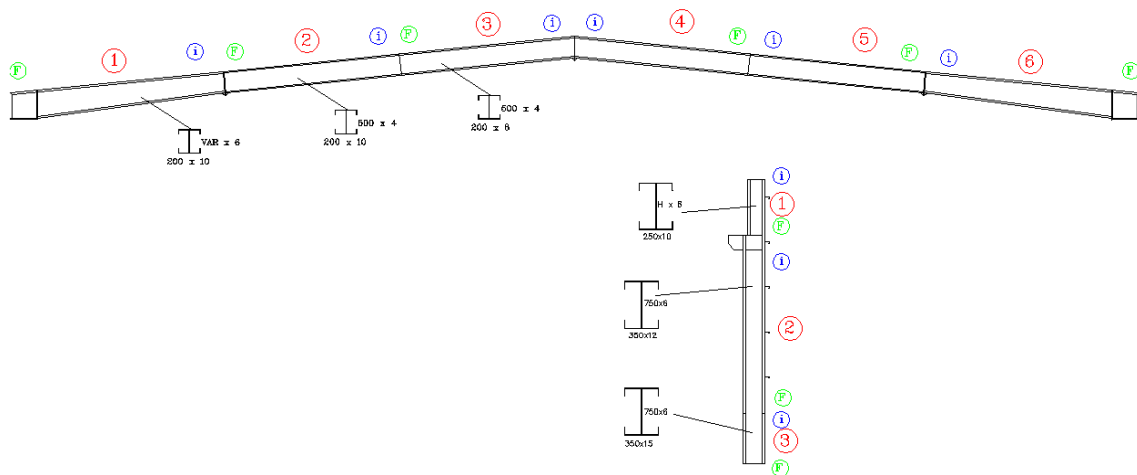 F 1 i F 2 i F 3 i i 4 F i 5 F i 6 F
VAR x 6
200 x 10
500 x 4
200 x 10
600 x 4
200 x 8
i
H x 8
1
250x10
F
i
750x6
2
350x12
F
750x6
i
3
350x15
F